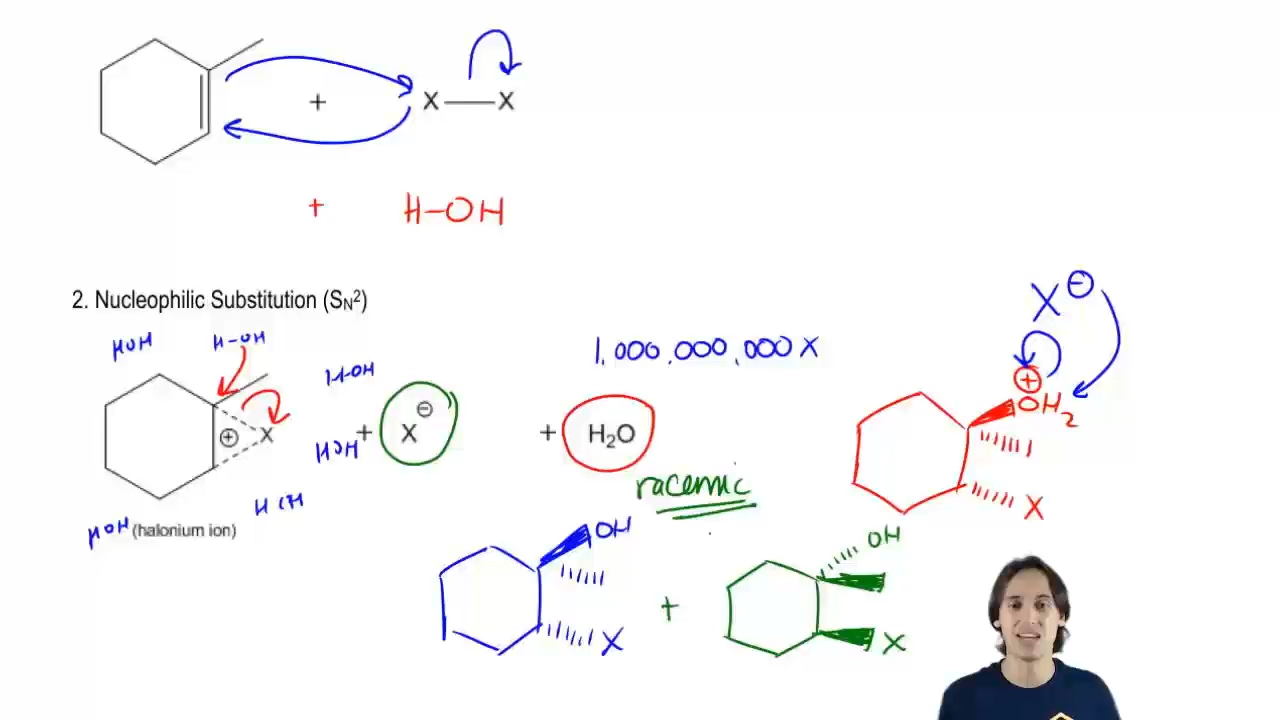 + X X
+ H-OH
2. Nucleophilic Substitution (SN2)
X ⊖
HOH H-OH
1,000,000,000 X
H-OH
⊕
OH2
X ⊖
⊕ X + + H2O
HOH
racemic
X
HOH (halonium ion)
OH
OH
+
X
X